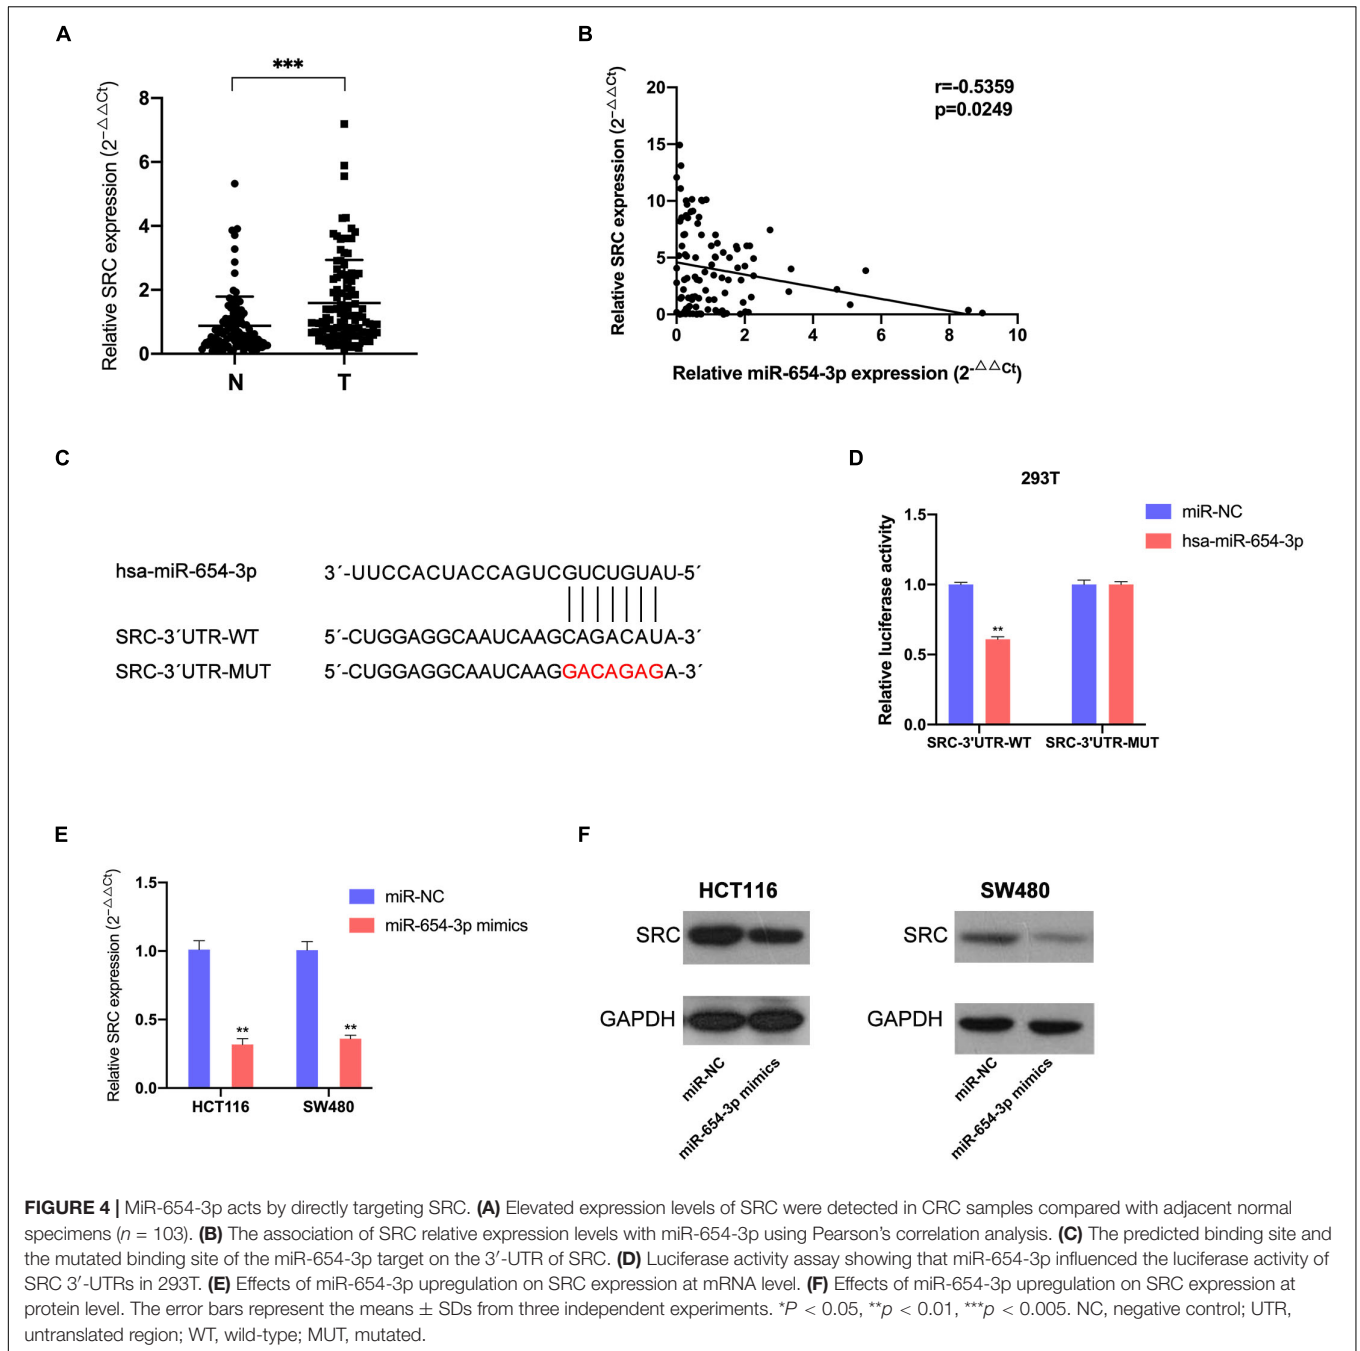 A
***
Relative SRC expression (2^−△△Ct)
8
6
4
2
0
N
T
B
r=-0.5359
p=0.0249
Relative SRC expression (2^−△△Ct)
20
15
10
5
0
0 2 4 6 8 10
Relative miR-654-3p expression (2^-△△Ct)
C
hsa-miR-654-3p 3´-UUCCACUACCAGUCGUCUGUAU-5´
SRC-3´UTR-WT 5´-CUGGAGGCAAUCAAGCAGACAUA-3´
SRC-3´UTR-MUT 5´-CUGGAGGCAAUCAAGGACAGAGA-3´
D
293T
miR-NC
hsa-miR-654-3p
Relative luciferase activity
1.5
1.0
0.5
0.0
**
SRC-3'UTR-WT SRC-3'UTR-MUT
E
Relative SRC expression (2^−△△Ct)
1.5
1.0
0.5
0.0
miR-NC
miR-654-3p mimics
**
**
HCT116 SW480
F
HCT116
SRC
GAPDH
miR-NC
miR-654-3p mimics
SW480
SRC
GAPDH
miR-NC
miR-654-3p mimics
FIGURE 4 | MiR-654-3p acts by directly targeting SRC. (A) Elevated expression levels of SRC were detected in CRC samples compared with adjacent normal
specimens (n = 103). (B) The association of SRC relative expression levels with miR-654-3p using Pearson's correlation analysis. (C) The predicted binding site and
the mutated binding site of the miR-654-3p target on the 3′-UTR of SRC. (D) Luciferase activity assay showing that miR-654-3p influenced the luciferase activity of
SRC 3′-UTRs in 293T. (E) Effects of miR-654-3p upregulation on SRC expression at mRNA level. (F) Effects of miR-654-3p upregulation on SRC expression at
protein level. The error bars represent the means ± SDs from three independent experiments. *P < 0.05, **p < 0.01, ***p < 0.005. NC, negative control; UTR,
untranslated region; WT, wild-type; MUT, mutated.